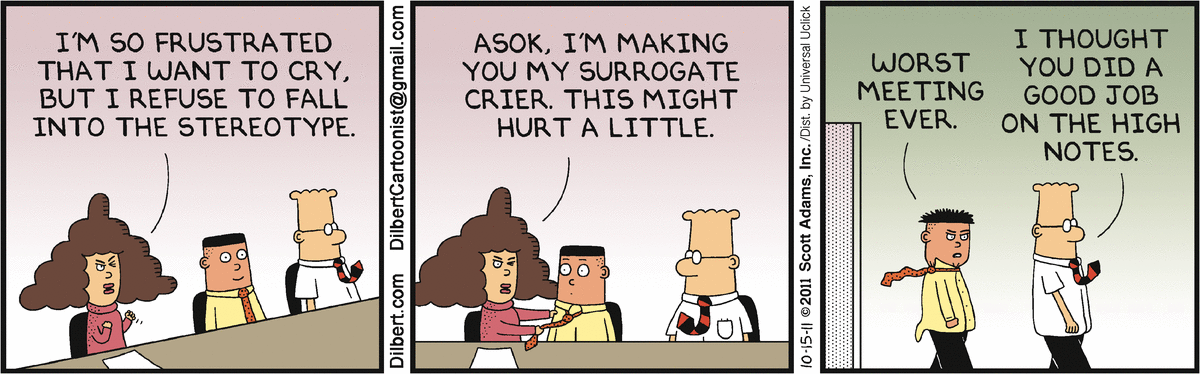 I'M SO FRUSTRATED
THAT I WANT TO CRY,
BUT I REFUSE TO FALL
INTO THE STEREOTYPE.
Dilbert.com DilbertCartoonist@gmail.com
ASOK, I'M MAKING
YOU MY SURROGATE
CRIER. THIS MIGHT
HURT A LITTLE.
10-15-11 ©2011 Scott Adams, Inc. /Dist. by Universal Uclick
WORST
MEETING
EVER.
I THOUGHT
YOU DID A
GOOD JOB
ON THE HIGH
NOTES.